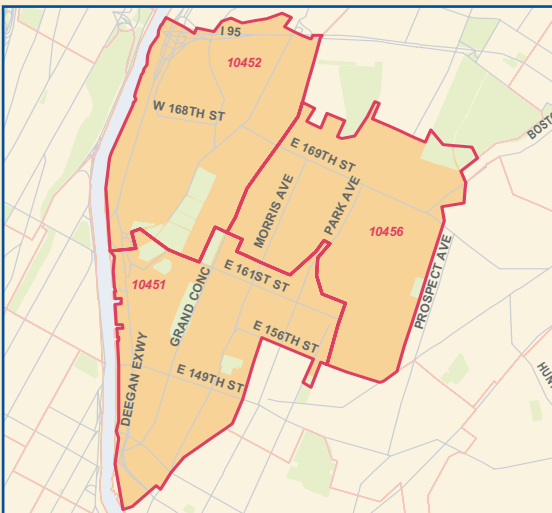 I 95
10452
W 168TH ST
BOSTO
E 169TH ST
MORRIS AVE
PARK AVE
10456
10451
E 161ST ST
GRAND CONC
PROSPECT AVE
E 156TH ST
DEEGAN EXWY
E 149TH ST
HUN